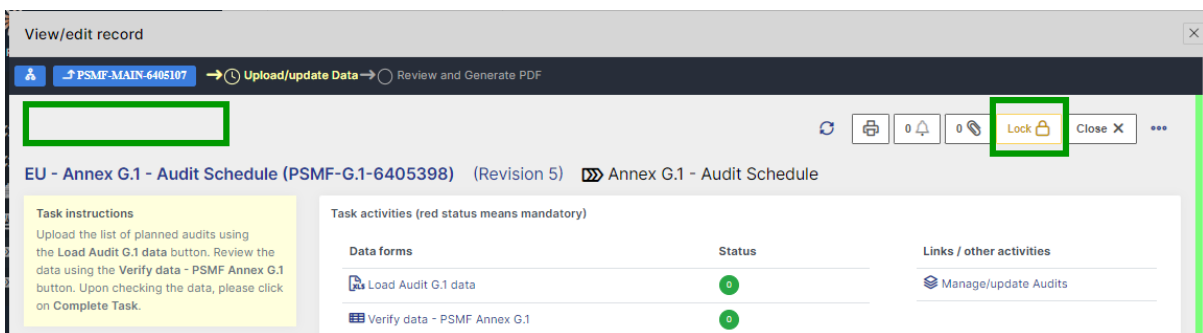 View/edit record
PSMF-MAIN-6405107 Upload/update Data Review and Generate PDF
0 0 Lock Close X
EU - Annex G.1 - Audit Schedule (PSMF-G.1-6405398) (Revision 5) Annex G.1 - Audit Schedule
Task instructions
Upload the list of planned audits using
the Load Audit G.1 data button. Review the
data using the Verify data - PSMF Annex G.1
button. Upon checking the data, please click
on Complete Task.
Task activities (red status means mandatory)
Data forms Status Links / other activities
XLS Load Audit G.1 data 0 Manage/update Audits
Verify data - PSMF Annex G.1 0